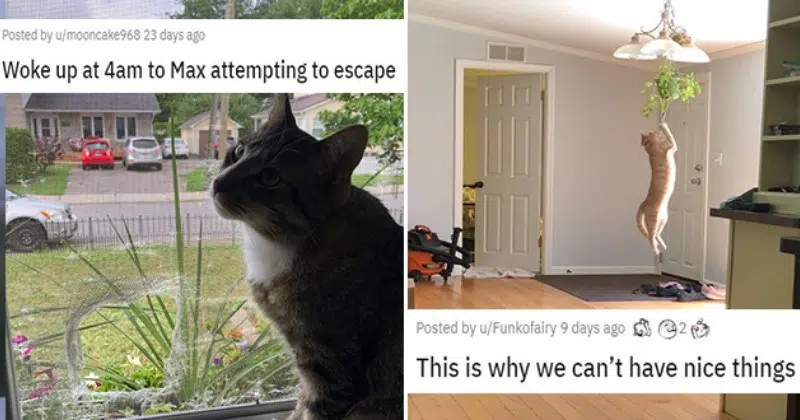 Posted by u/mooncake968 23 days ago
Woke up at 4am to Max attempting to escape
Posted by u/Funkofairy 9 days ago 2
This is why we can't have nice things